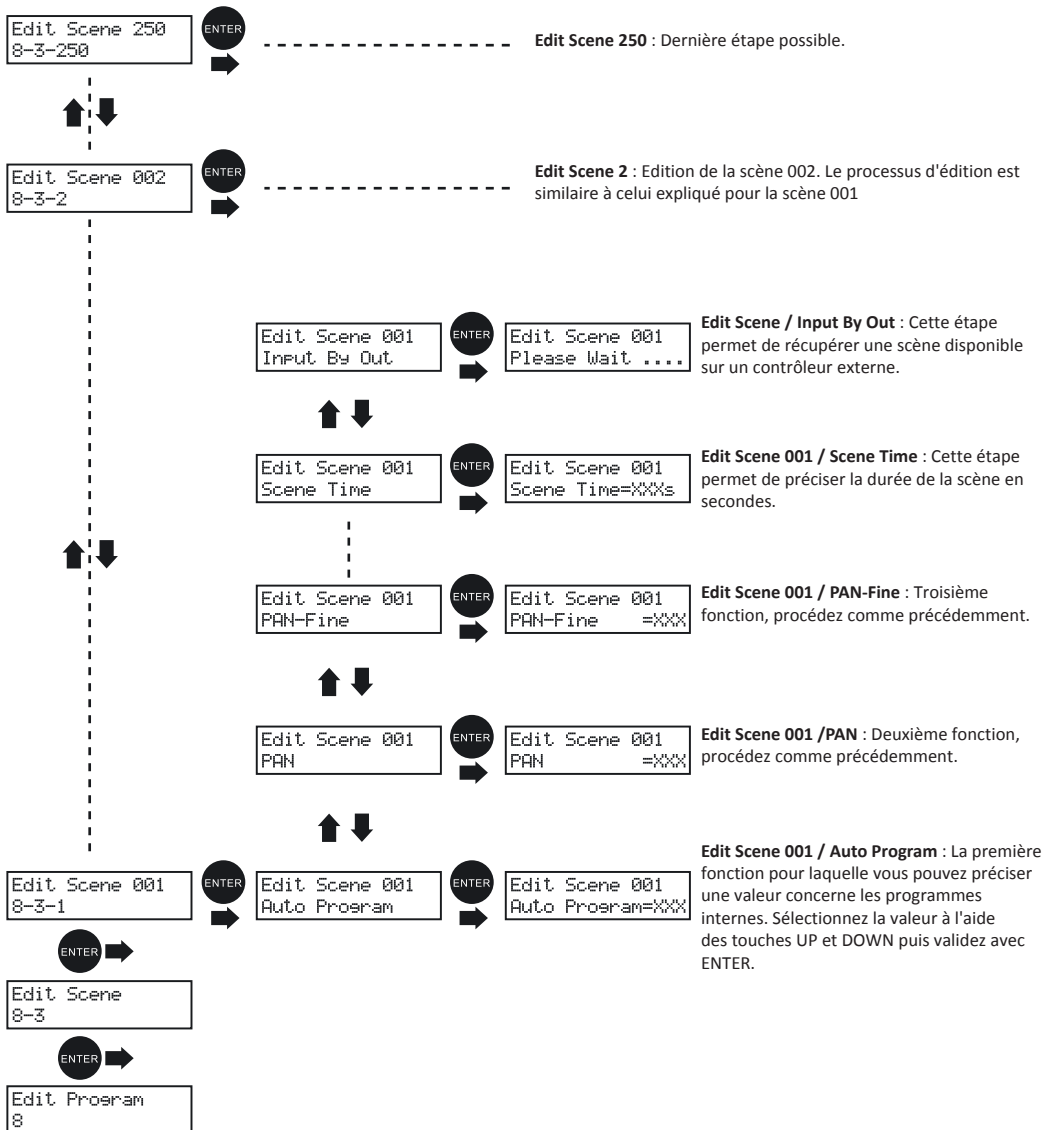 Edit Scene 250
8-3-250
ENTER
Edit Scene 250 : Dernière étape possible.
Edit Scene 002
8-3-2
ENTER
Edit Scene 2 : Edition de la scène 002. Le processus d'édition est
similaire à celui expliqué pour la scène 001
Edit Scene 001
Input By Out
ENTER
Edit Scene 001
Please Wait ....
Edit Scene / Input By Out : Cette étape
permet de récupérer une scène disponible
sur un contrôleur externe.
Edit Scene 001
Scene Time
ENTER
Edit Scene 001
Scene Time=XXXs
Edit Scene 001 / Scene Time : Cette étape
permet de préciser la durée de la scène en
secondes.
Edit Scene 001
PAN-Fine
ENTER
Edit Scene 001
PAN-Fine =XXX
Edit Scene 001 / PAN-Fine : Troisième
fonction, procédez comme précédemment.
Edit Scene 001
PAN
ENTER
Edit Scene 001
PAN =XXX
Edit Scene 001 /PAN : Deuxième fonction,
procédez comme précédemment.
Edit Scene 001
8-3-1
ENTER
Edit Scene 001
Auto Program
ENTER
Edit Scene 001
Auto Program=XXX
Edit Scene 001 / Auto Program : La première
fonction pour laquelle vous pouvez préciser
une valeur concerne les programmes
internes. Sélectionnez la valeur à l'aide
des touches UP et DOWN puis validez avec
ENTER.
ENTER
Edit Scene
8-3
ENTER
Edit Program
8